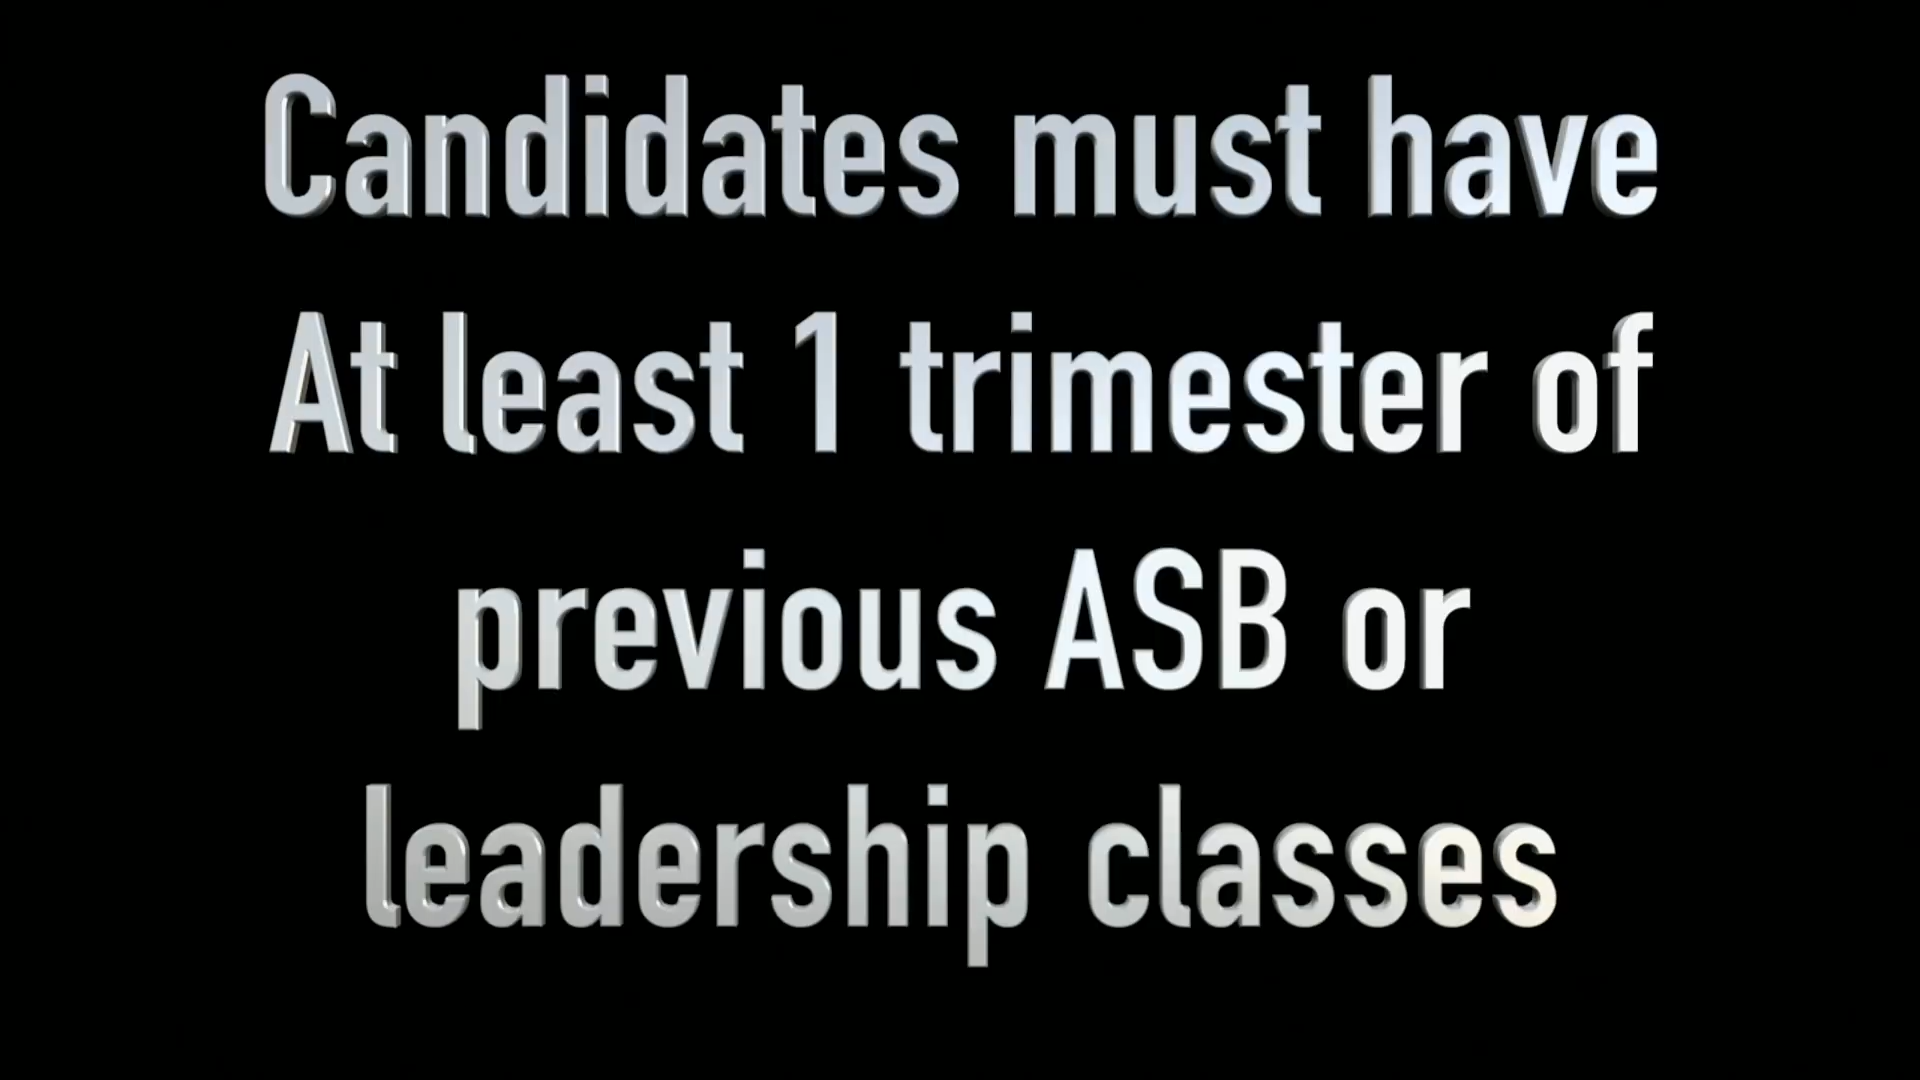 Candidates must have
At least 1 trimester of
previous ASB or
leadership classes